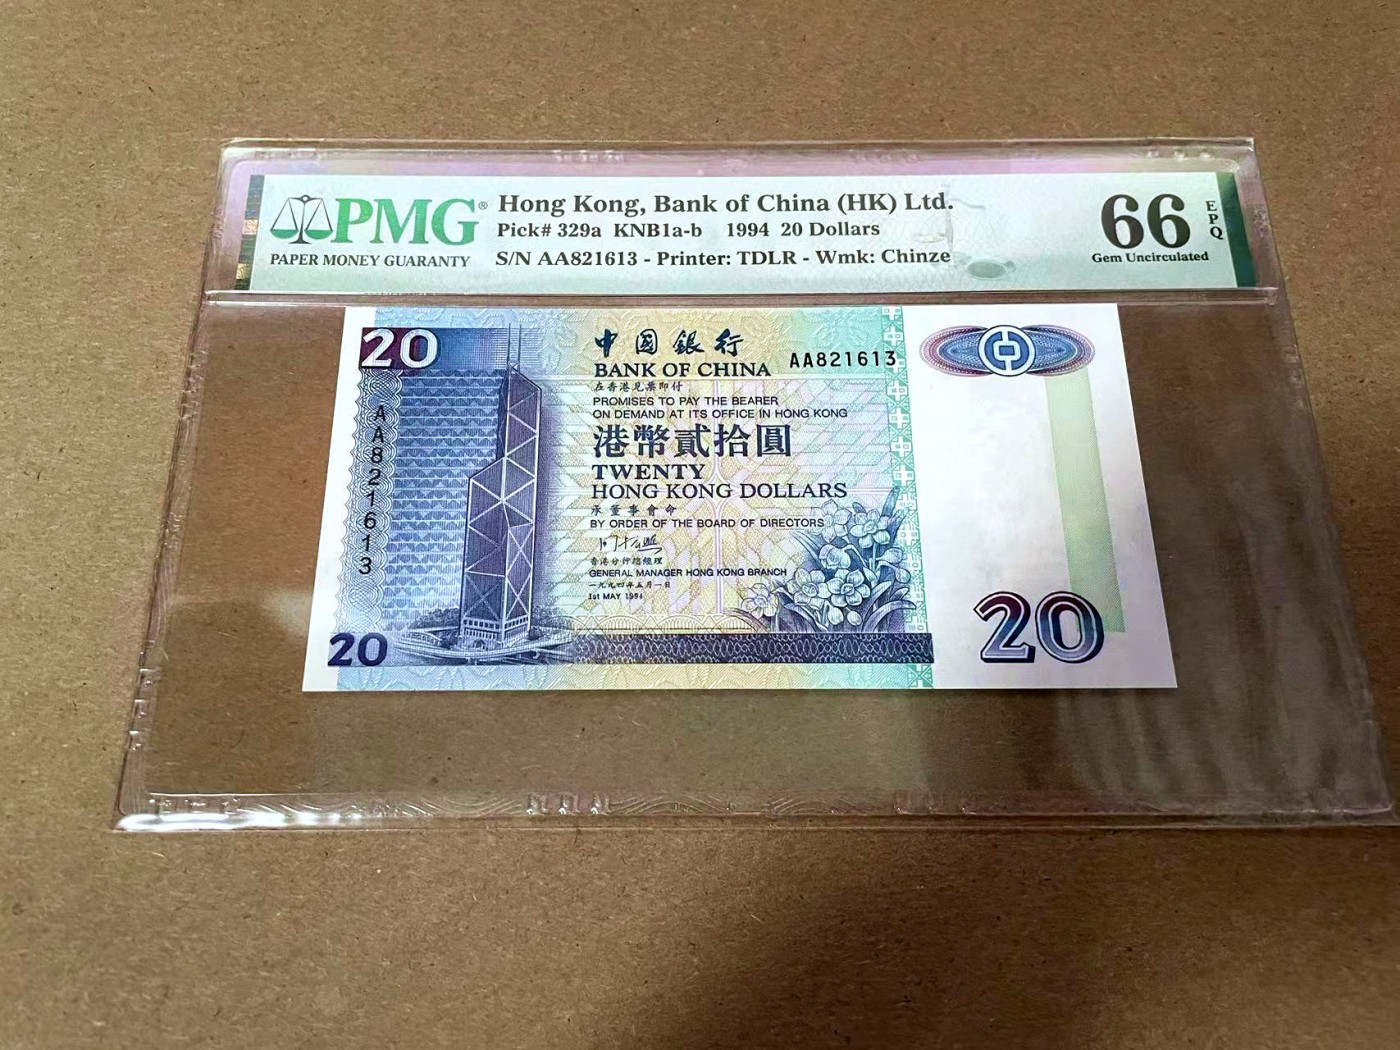 PMG®
PAPER MONEY GUARANTY
Hong Kong, Bank of China (HK) Ltd.
Pick# 329a KNB1a-b 1994 20 Dollars
S/N AA821613 - Printer: TDLR - Wmk: Chinze
66
EPQ
Gem Uncirculated
20
中國銀行
BANK OF CHINA
AA821613
在香港見票即付
PROMISES TO PAY THE BEARER
ON DEMAND AT ITS OFFICE IN HONG KONG
港幣貳拾圓
TWENTY
HONG KONG DOLLARS
承董事會命
BY ORDER OF THE BOARD OF DIRECTORS
香港分行總經理
GENERAL MANAGER HONG KONG BRANCH
一九九四年五月一日
1st MAY 1994
AA821613
20
20